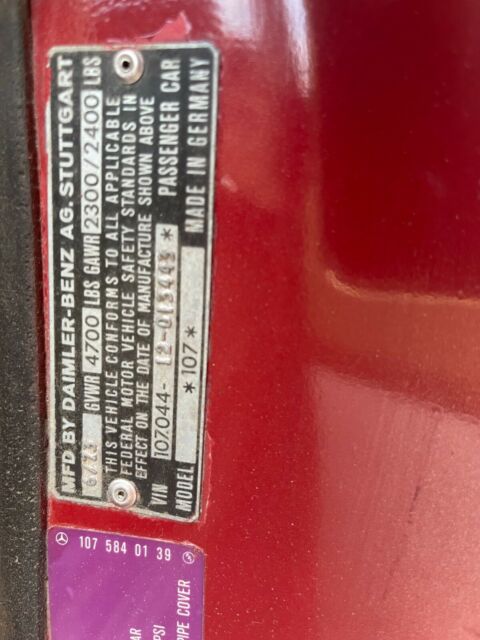 MFD BY DAIMLER-BENZ AG. STUTTGART
GVWR 4700 LBS GAWR 2300/2400 LBS
THIS VEHICLE CONFORMS TO ALL APPLICABLE
FEDERAL MOTOR VEHICLE SAFETY STANDARDS IN
EFFECT ON THE DATE OF MANUFACTURE SHOWN ABOVE
VIN 107044-12-013443* PASSENGER CAR
MODEL *107* MADE IN GERMANY
107 584 01 39
PSI
COVER